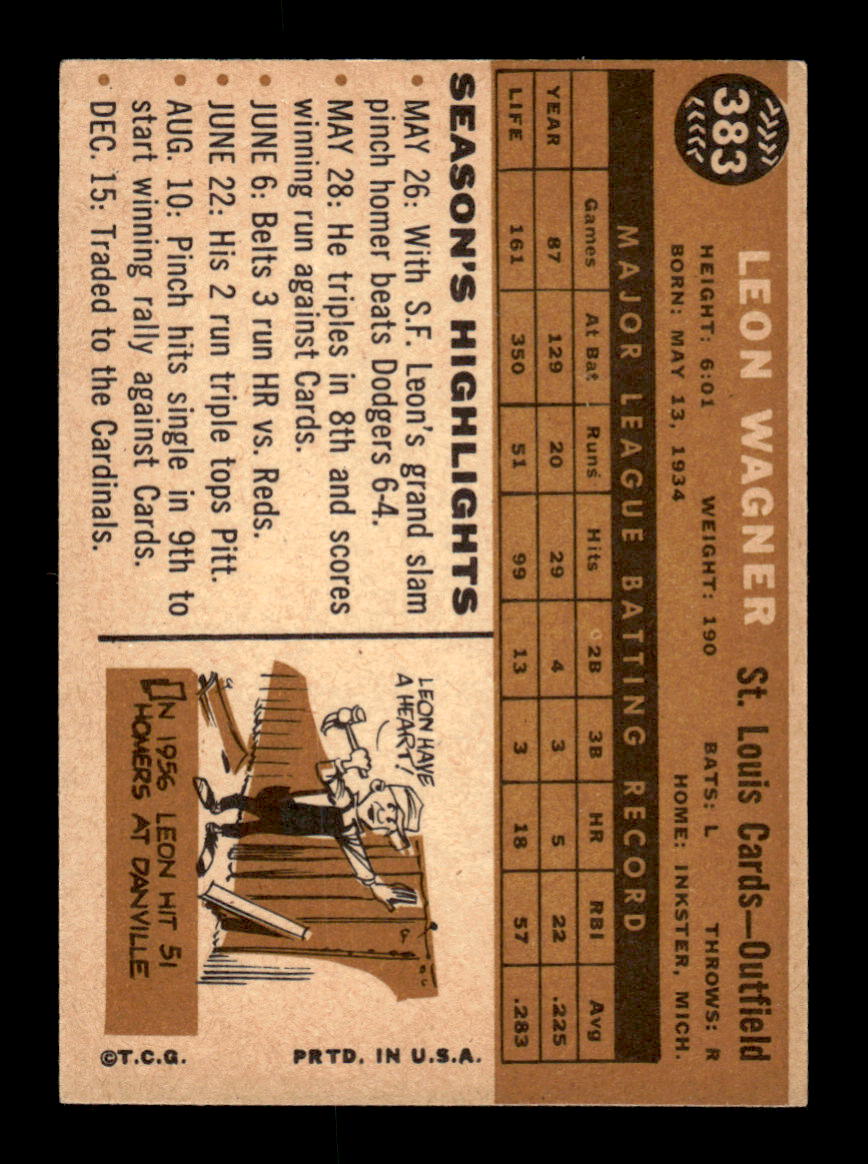 383
LEON WAGNER St. Louis Cards—Outfield
HEIGHT: 6:01 WEIGHT: 190 BATS: L THROWS: R
BORN: MAY 13, 1934 HOME: INKSTER, MICH.
MAJOR LEAGUE BATTING RECORD
Games At Bat Runs Hits 2B 3B HR RBI Avg
YEAR 87 129 20 29 4 3 5 22 .225
LIFE 161 350 51 99 13 3 18 57 .283
SEASON'S HIGHLIGHTS
• MAY 26: With S.F. Leon's grand slam
pinch homer beats Dodgers 6-4.
• MAY 28: He triples in 8th and scores
winning run against Cards.
• JUNE 6: Belts 3 run HR vs. Reds.
• JUNE 22: His 2 run triple tops Pitt.
• AUG. 10: Pinch hits single in 9th to
start winning rally against Cards.
• DEC. 15: Traded to the Cardinals.
LEON HAVE
A HEART!
IN 1956 LEON HIT 51
HOMERS AT DANVILLE
©T.C.G. PRTD. IN U.S.A.